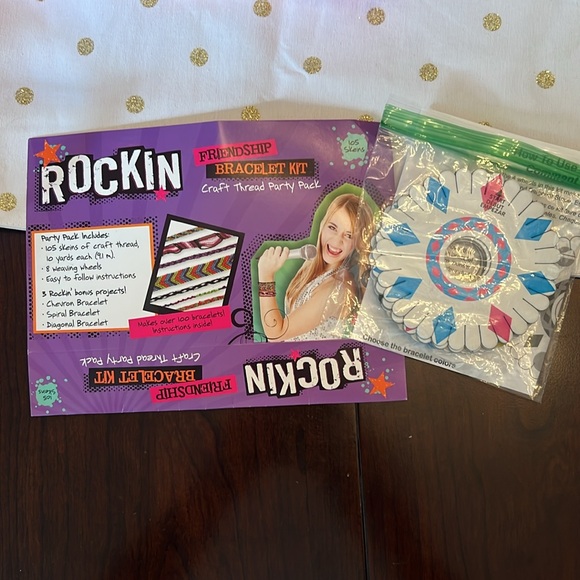 ROCKIN
FRIENDSHIP
BRACELET KIT
Craft Thread Party Pack
105
Skeins
Party Pack Includes:
• 105 skeins of craft thread,
10 yards each (9.1 m).
• 8 weaving wheels
• Easy to follow instructions
3 Rockin' bonus projects!
• Chevron Bracelet
• Spiral Bracelet
• Diagonal Bracelet
Makes over 100 bracelets!
Instructions inside!
ROCKIN
FRIENDSHIP
BRACELET KIT
Craft Thread Party Pack
105
Skeins
To Use
Choose the bracelet colors